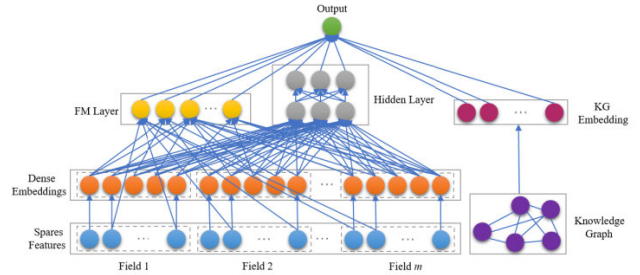 Output
FM Layer
...
Hidden Layer
...
KG
Embedding
Dense
Embeddings
...
Spares
Features
...
...
...
...
Knowledge
Graph
Field 1
Field 2
Field m